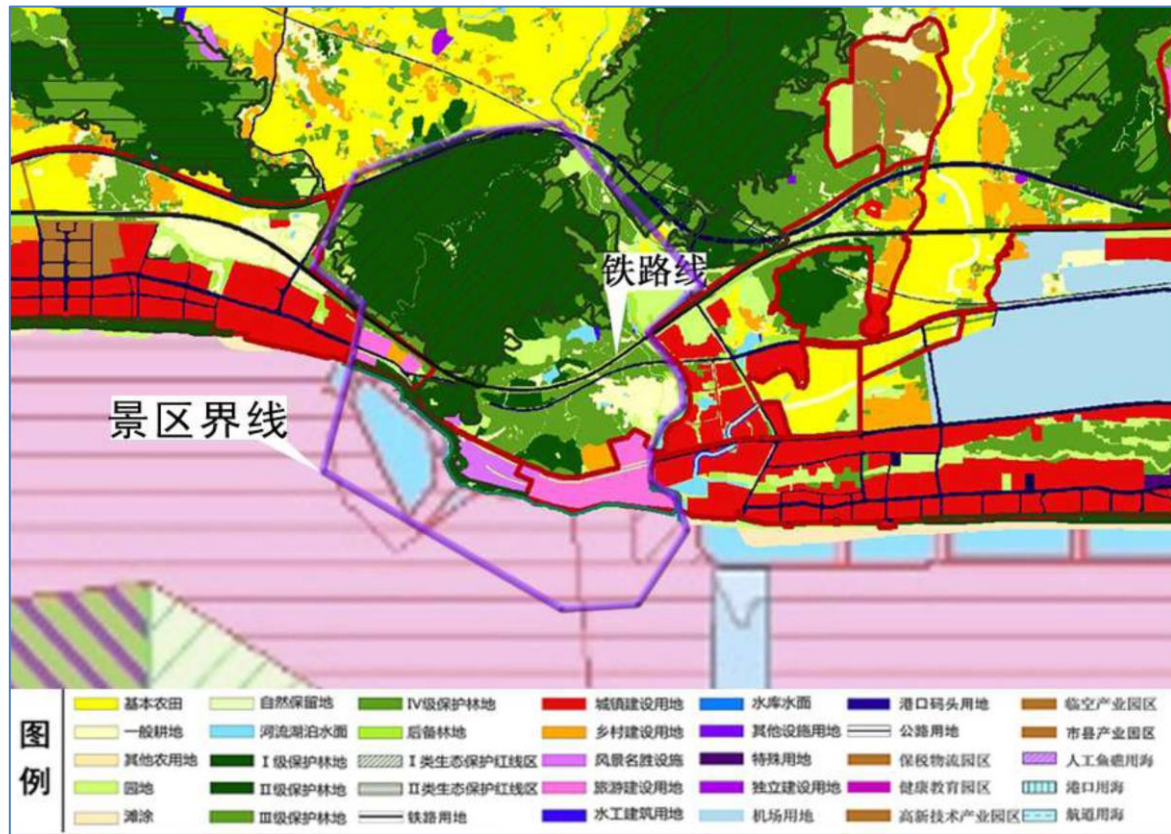 铁路线
景区界线
图例
基本农田
自然保留地
Ⅳ级保护林地
城镇建设用地
水库水面
港口码头用地
临空产业园区
一般耕地
河流湖泊水面
后备林地
乡村建设用地
其他设施用地
公路用地
市县产业园区
其他农用地
Ⅰ级保护林地
Ⅰ类生态保护红线区
风景名胜设施
特殊用地
保税物流园区
人工鱼礁用海
园地
Ⅱ级保护林地
Ⅱ类生态保护红线区
旅游建设用地
独立建设用地
健康教育园区
港口用海
滩涂
Ⅲ级保护林地
铁路用地
水工建筑用地
机场用地
高新技术产业园区
航道用海